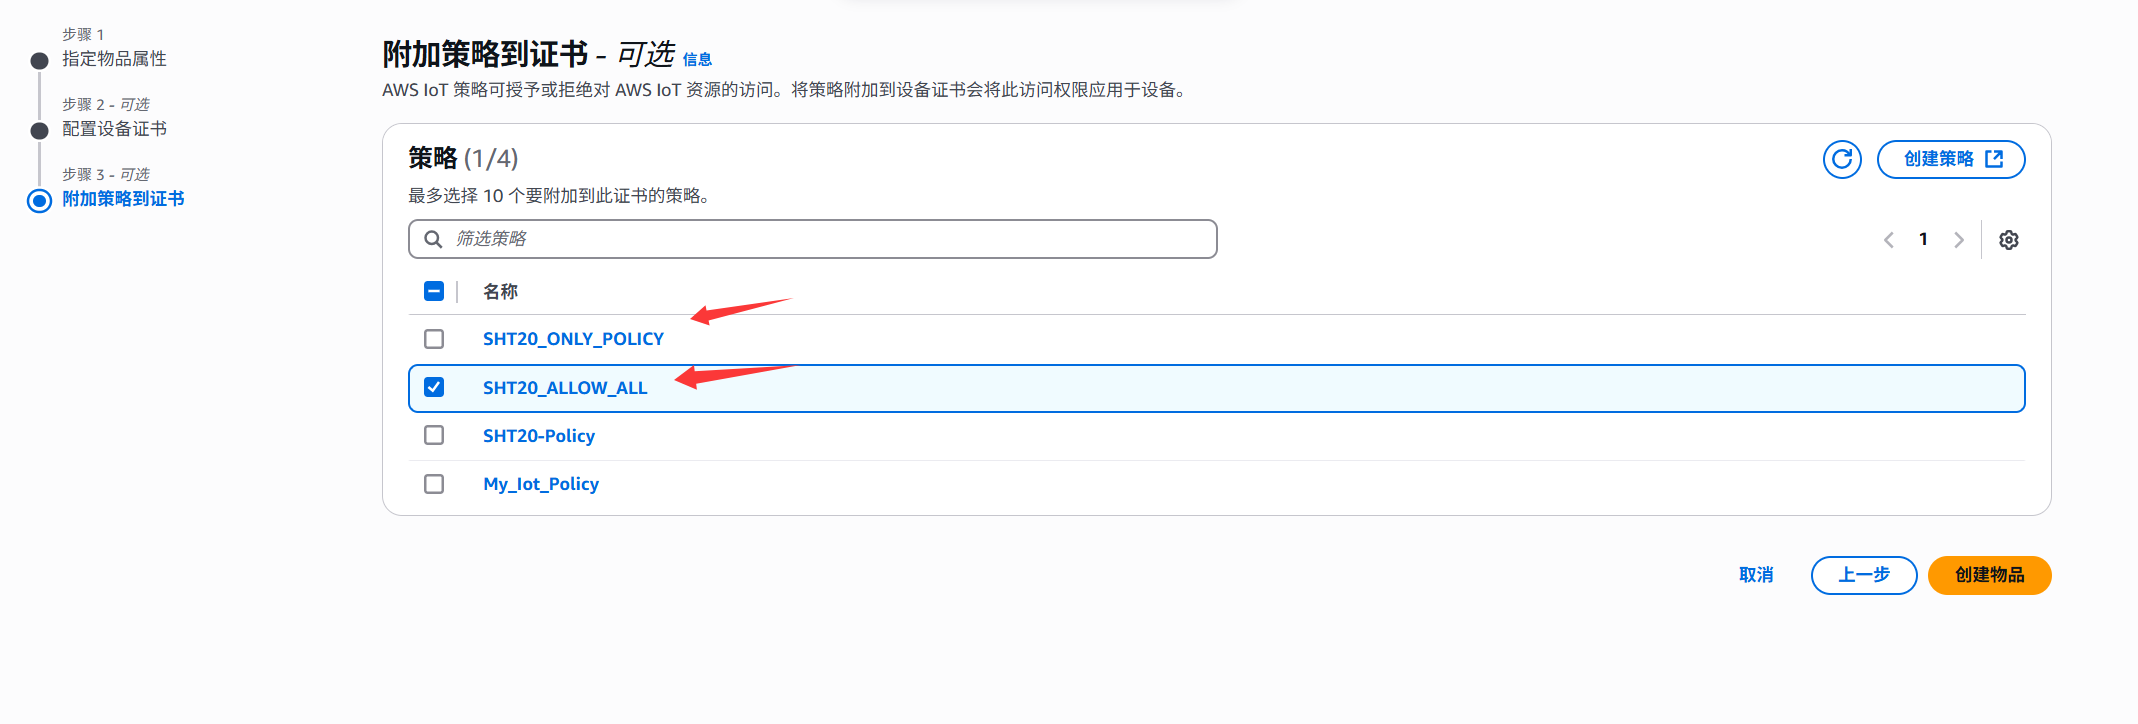 步骤 1
指定物品属性
步骤 2 - 可选
配置设备证书
步骤 3 - 可选
附加策略到证书
附加策略到证书 - 可选 信息
AWS IoT 策略可授予或拒绝对 AWS IoT 资源的访问。将策略附加到设备证书会将此访问权限应用于设备。
策略 (1/4)
创建策略
最多选择 10 个要附加到此证书的策略。
筛选策略
1
名称
SHT20_ONLY_POLICY
SHT20_ALLOW_ALL
SHT20-Policy
My_Iot_Policy
取消
上一步
创建物品